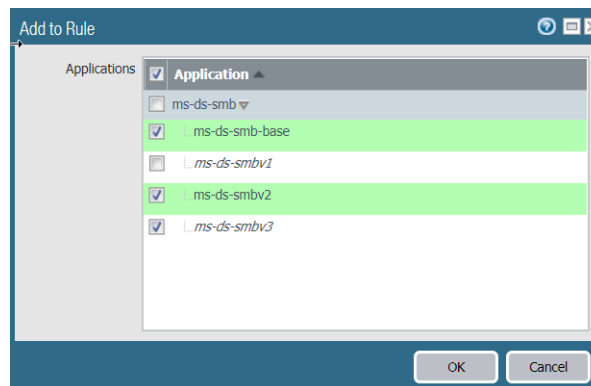 Add to Rule
Applications
Application
ms-ds-smb
ms-ds-smb-base
ms-ds-smbv1
ms-ds-smbv2
ms-ds-smbv3
OK
Cancel